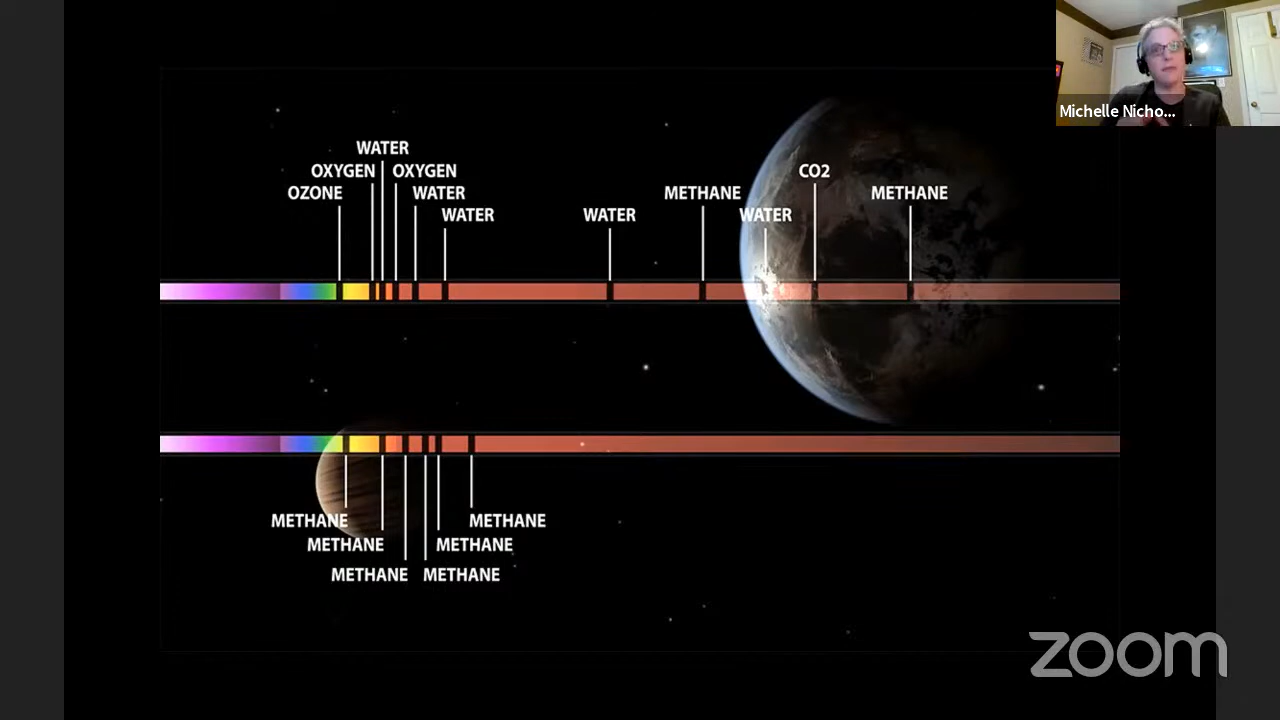 Michelle Nicho...
WATER
OXYGEN OXYGEN
CO2
OZONE WATER
METHANE
METHANE
WATER
WATER
WATER
METHANE METHANE
METHANE METHANE
METHANE METHANE
zoom